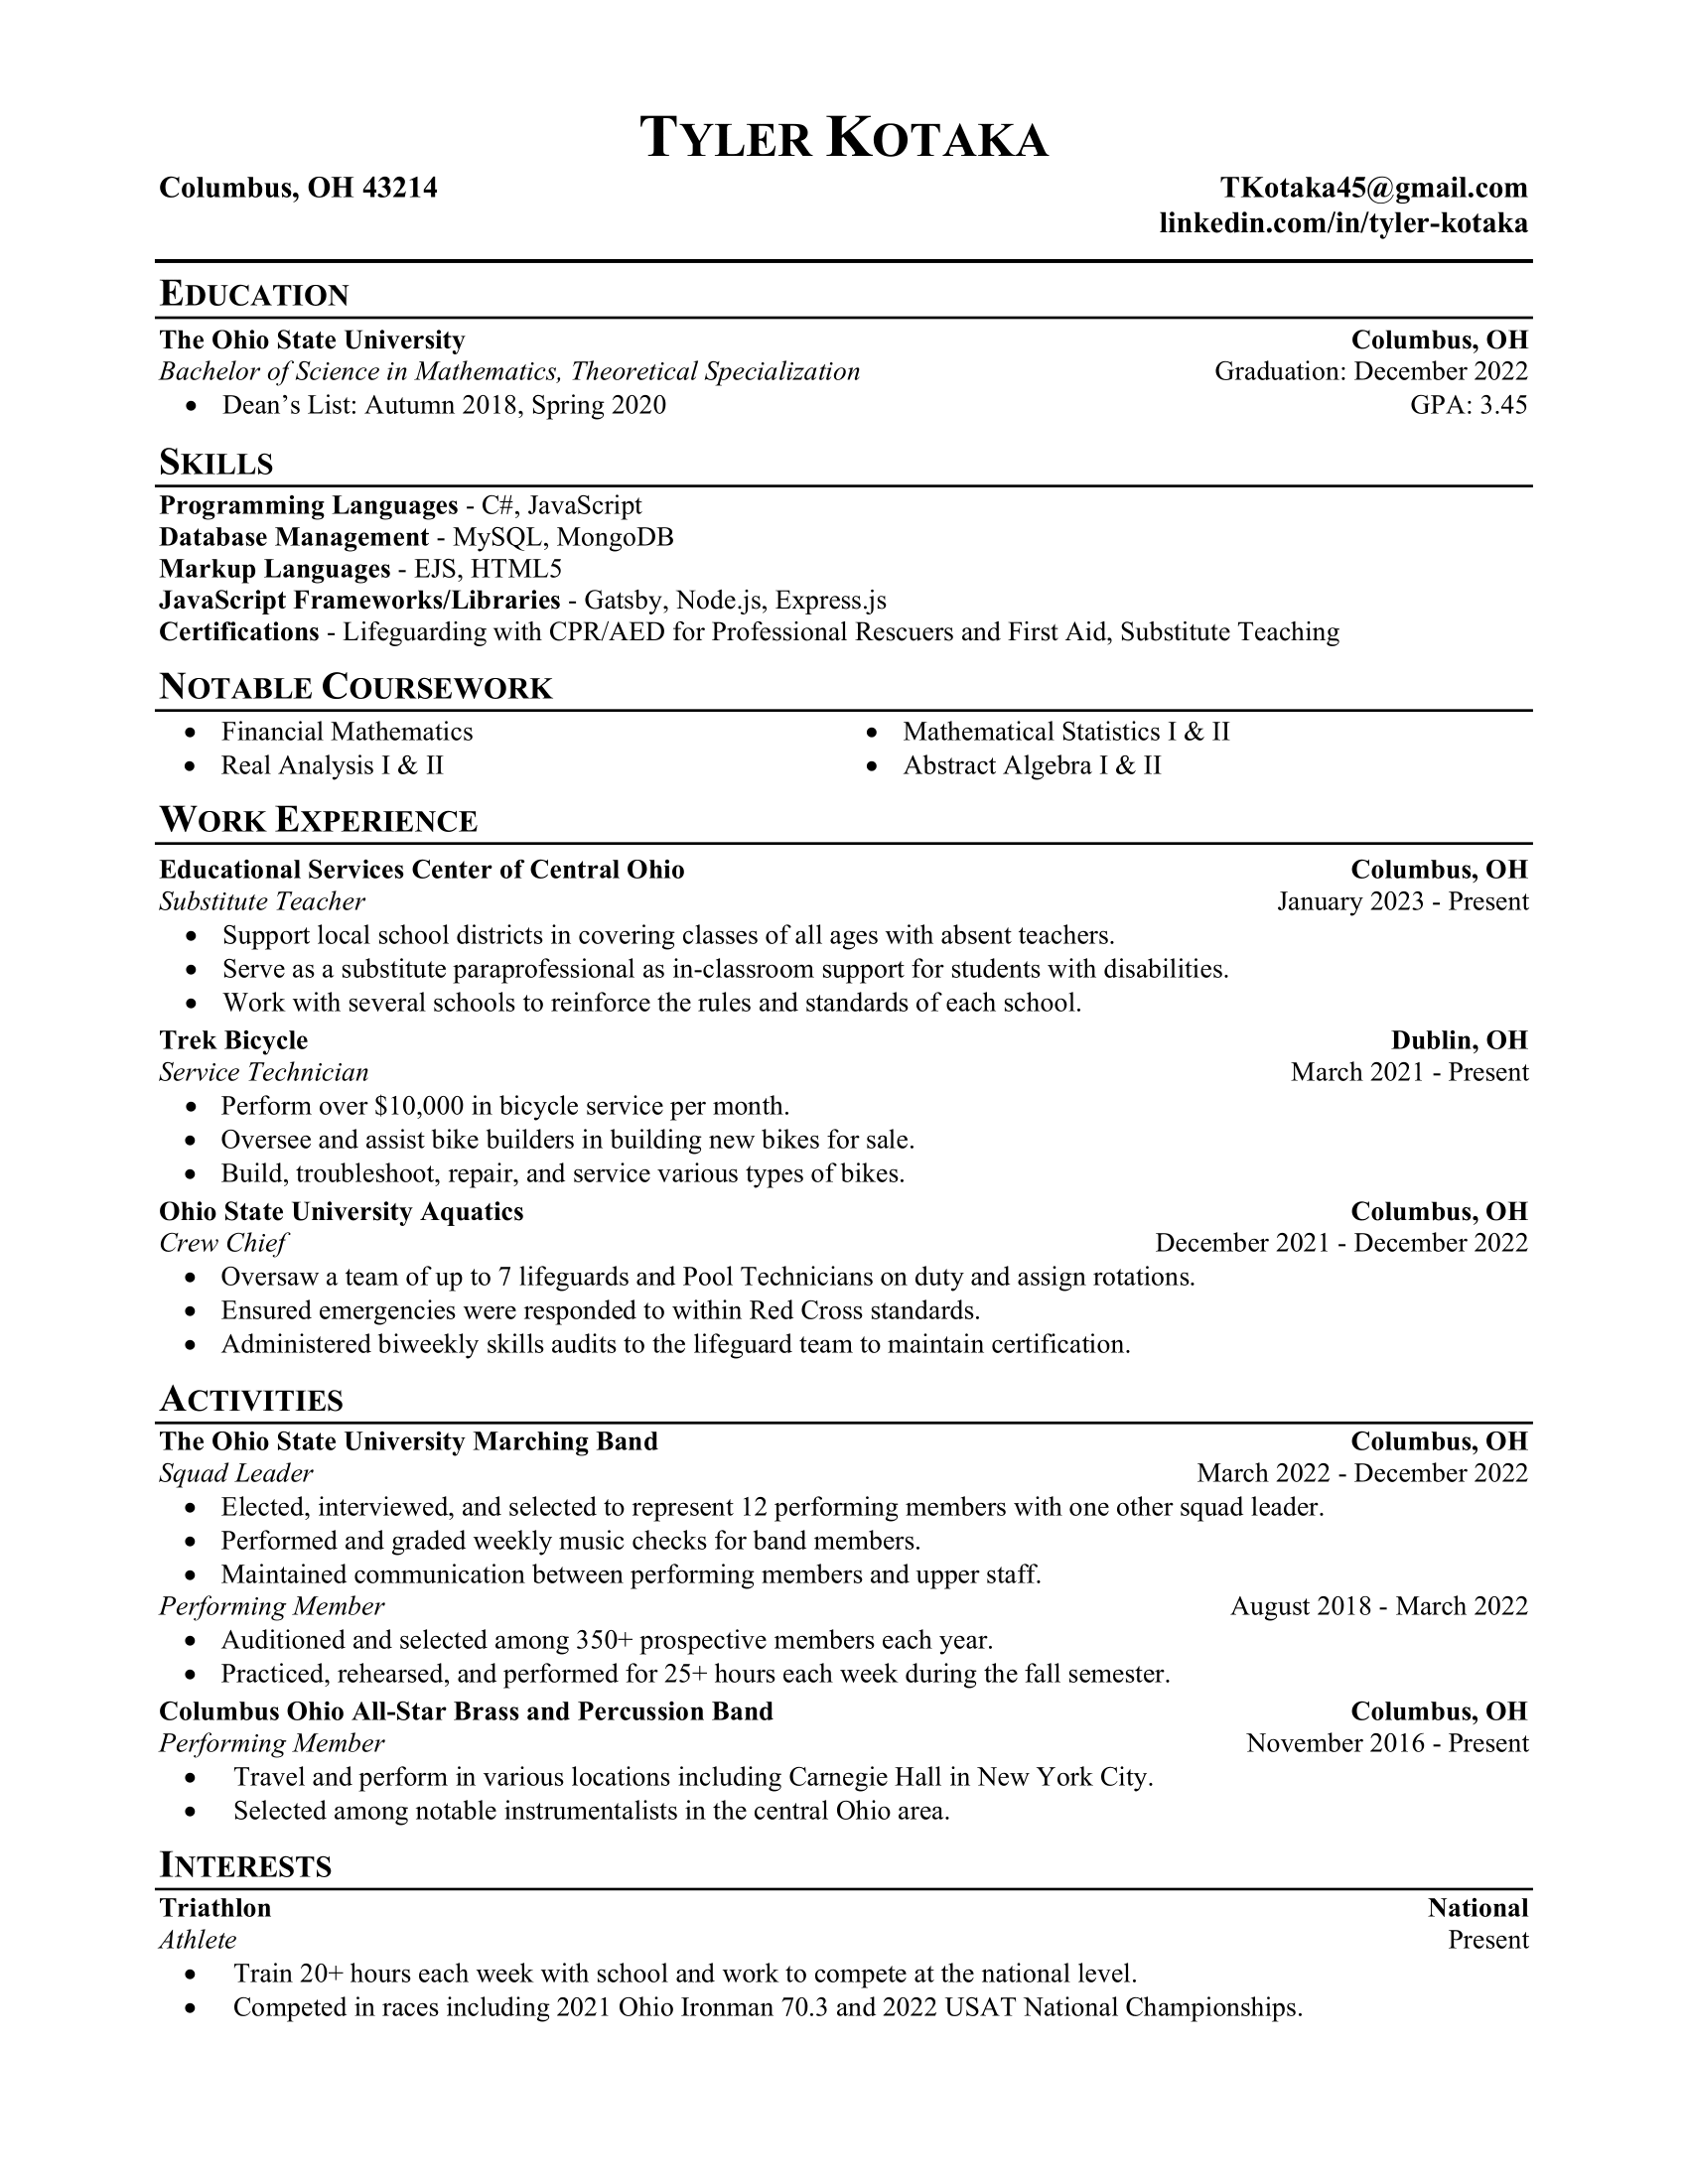 TYLER KOTAKA
Columbus, OH 43214 TKotaka45@gmail.com
linkedin.com/in/tyler-kotaka
EDUCATION
The Ohio State University Columbus, OH
Bachelor of Science in Mathematics, Theoretical Specialization Graduation: December 2022
• Dean’s List: Autumn 2018, Spring 2020 GPA: 3.45
SKILLS
Programming Languages - C#, JavaScript
Database Management - MySQL, MongoDB
Markup Languages - EJS, HTML5
JavaScript Frameworks/Libraries - Gatsby, Node.js, Express.js
Certifications - Lifeguarding with CPR/AED for Professional Rescuers and First Aid, Substitute Teaching
NOTABLE COURSEWORK
• Financial Mathematics • Mathematical Statistics I & II
• Real Analysis I & II • Abstract Algebra I & II
WORK EXPERIENCE
Educational Services Center of Central Ohio Columbus, OH
Substitute Teacher January 2023 - Present
• Support local school districts in covering classes of all ages with absent teachers.
• Serve as a substitute paraprofessional as in-classroom support for students with disabilities.
• Work with several schools to reinforce the rules and standards of each school.
Trek Bicycle Dublin, OH
Service Technician March 2021 - Present
• Perform over $10,000 in bicycle service per month.
• Oversee and assist bike builders in building new bikes for sale.
• Build, troubleshoot, repair, and service various types of bikes.
Ohio State University Aquatics Columbus, OH
Crew Chief December 2021 - December 2022
• Oversaw a team of up to 7 lifeguards and Pool Technicians on duty and assign rotations.
• Ensured emergencies were responded to within Red Cross standards.
• Administered biweekly skills audits to the lifeguard team to maintain certification.
ACTIVITIES
The Ohio State University Marching Band Columbus, OH
Squad Leader March 2022 - December 2022
• Elected, interviewed, and selected to represent 12 performing members with one other squad leader.
• Performed and graded weekly music checks for band members.
• Maintained communication between performing members and upper staff.
Performing Member August 2018 - March 2022
• Auditioned and selected among 350+ prospective members each year.
• Practiced, rehearsed, and performed for 25+ hours each week during the fall semester.
Columbus Ohio All-Star Brass and Percussion Band Columbus, OH
Performing Member November 2016 - Present
• Travel and perform in various locations including Carnegie Hall in New York City.
• Selected among notable instrumentalists in the central Ohio area.
INTERESTS
Triathlon National
Athlete Present
• Train 20+ hours each week with school and work to compete at the national level.
• Competed in races including 2021 Ohio Ironman 70.3 and 2022 USAT National Championships.